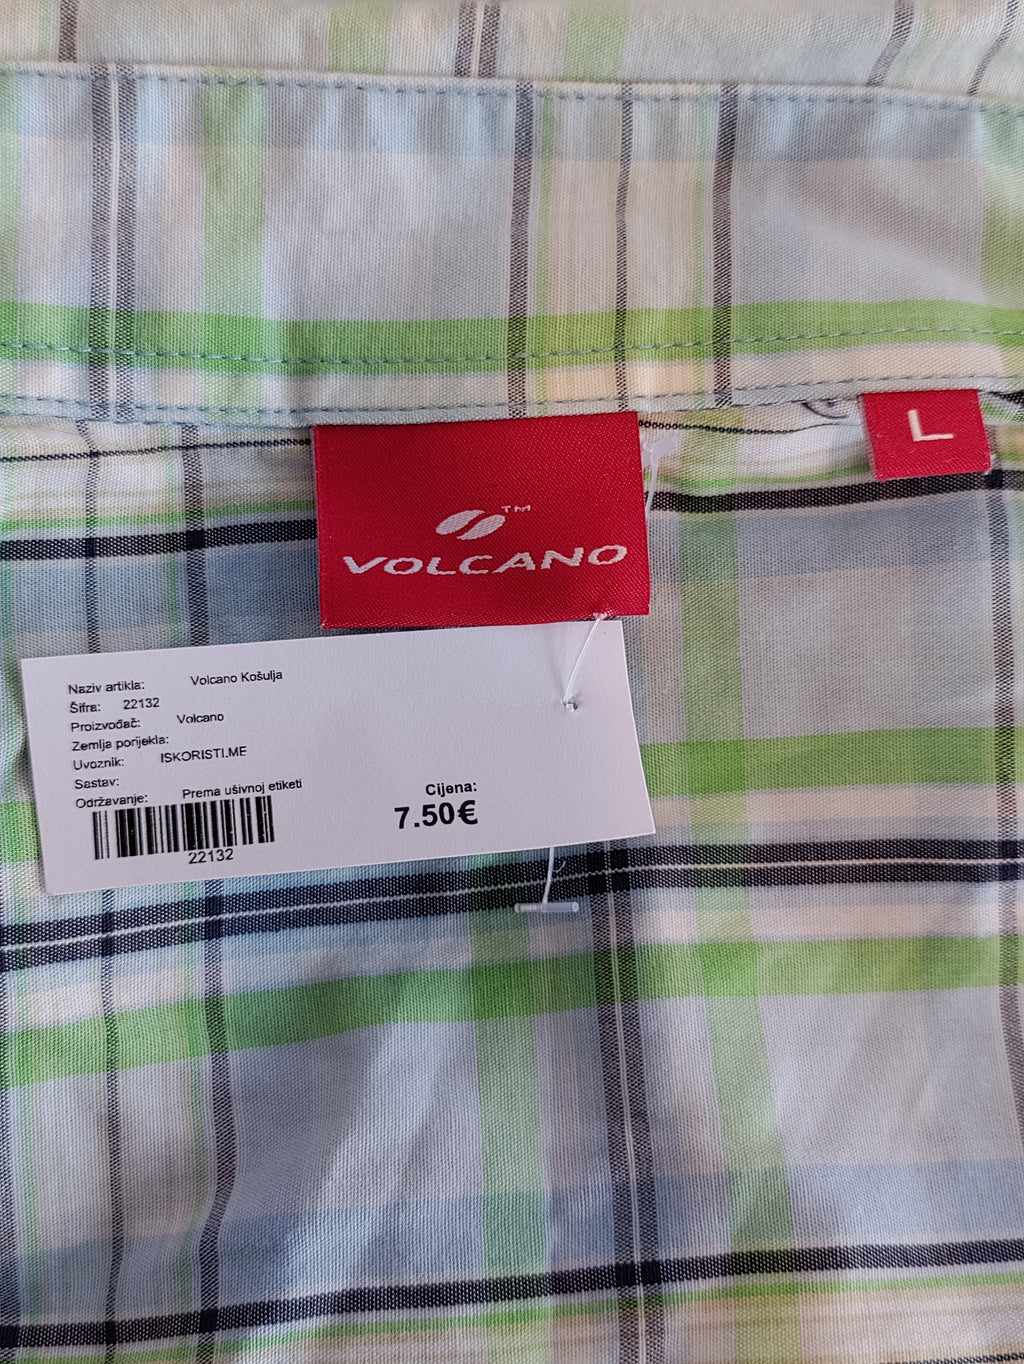 L
TM
VOLCANO
Naziv artikla: Volcano Košulja
Šifra: 22132
Proizvođač: Volcano
Zemlja porijekla:
Uvoznik: ISKORISTI.ME
Sastav:
Održavanje: Prema ušivnoj etiketi
22132
Cijena:
7.50€